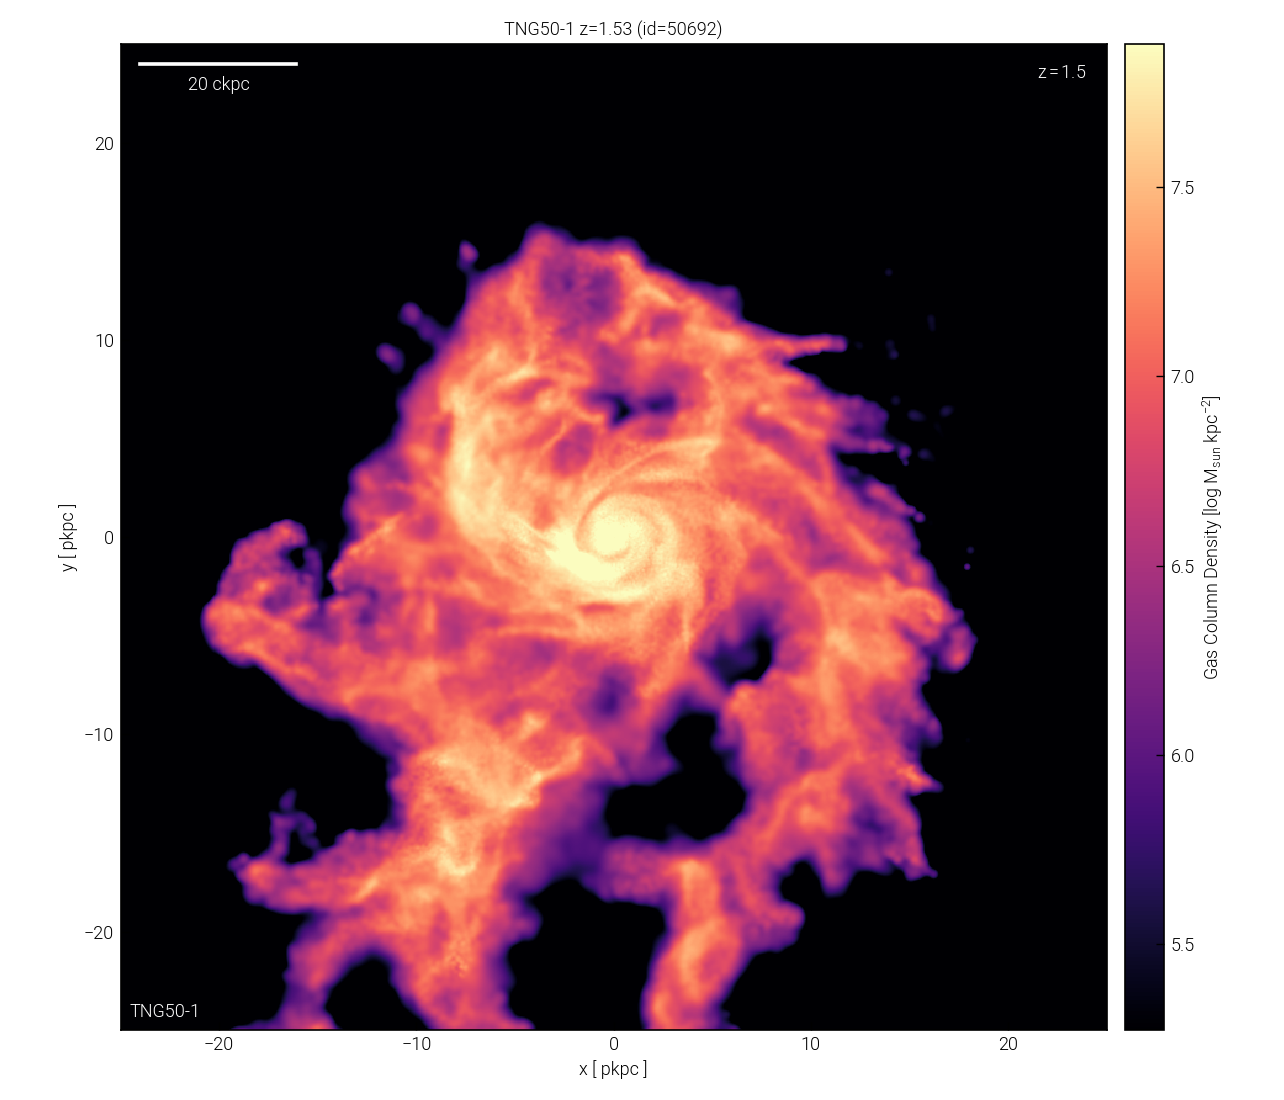 TNG50-1 z=1.53 (id=50692)
20 ckpc
z = 1.5
20
10
0
−10
−20
y [ pkpc ]
TNG50-1
−20
−10
0
10
20
x [ pkpc ]
7.5
7.0
6.5
6.0
5.5
Gas Column Density [log M_sun kpc^−2]